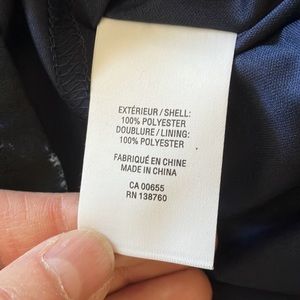 EXTÉRIEUR / SHELL:
100% POLYESTER
DOUBLURE / LINING:
100% POLYESTER
FABRIQUÉ EN CHINE
MADE IN CHINA
CA 00655
RN 138760